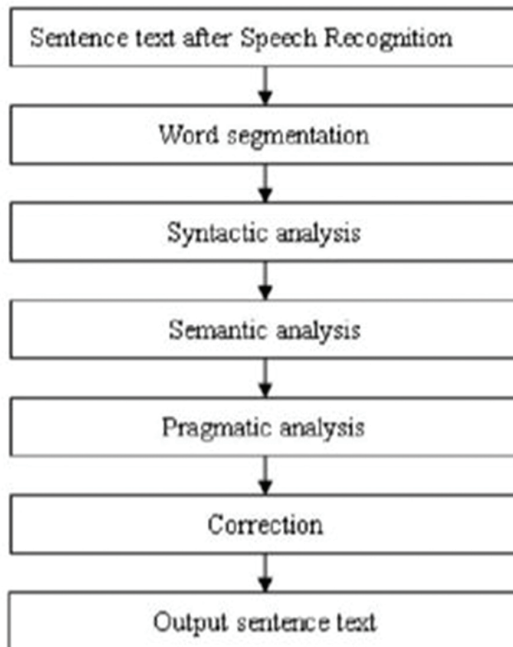 Sentence text after Speech Recognition
Word segmentation
Syntactic analysis
Semantic analysis
Pragmatic analysis
Correction
Output sentence text